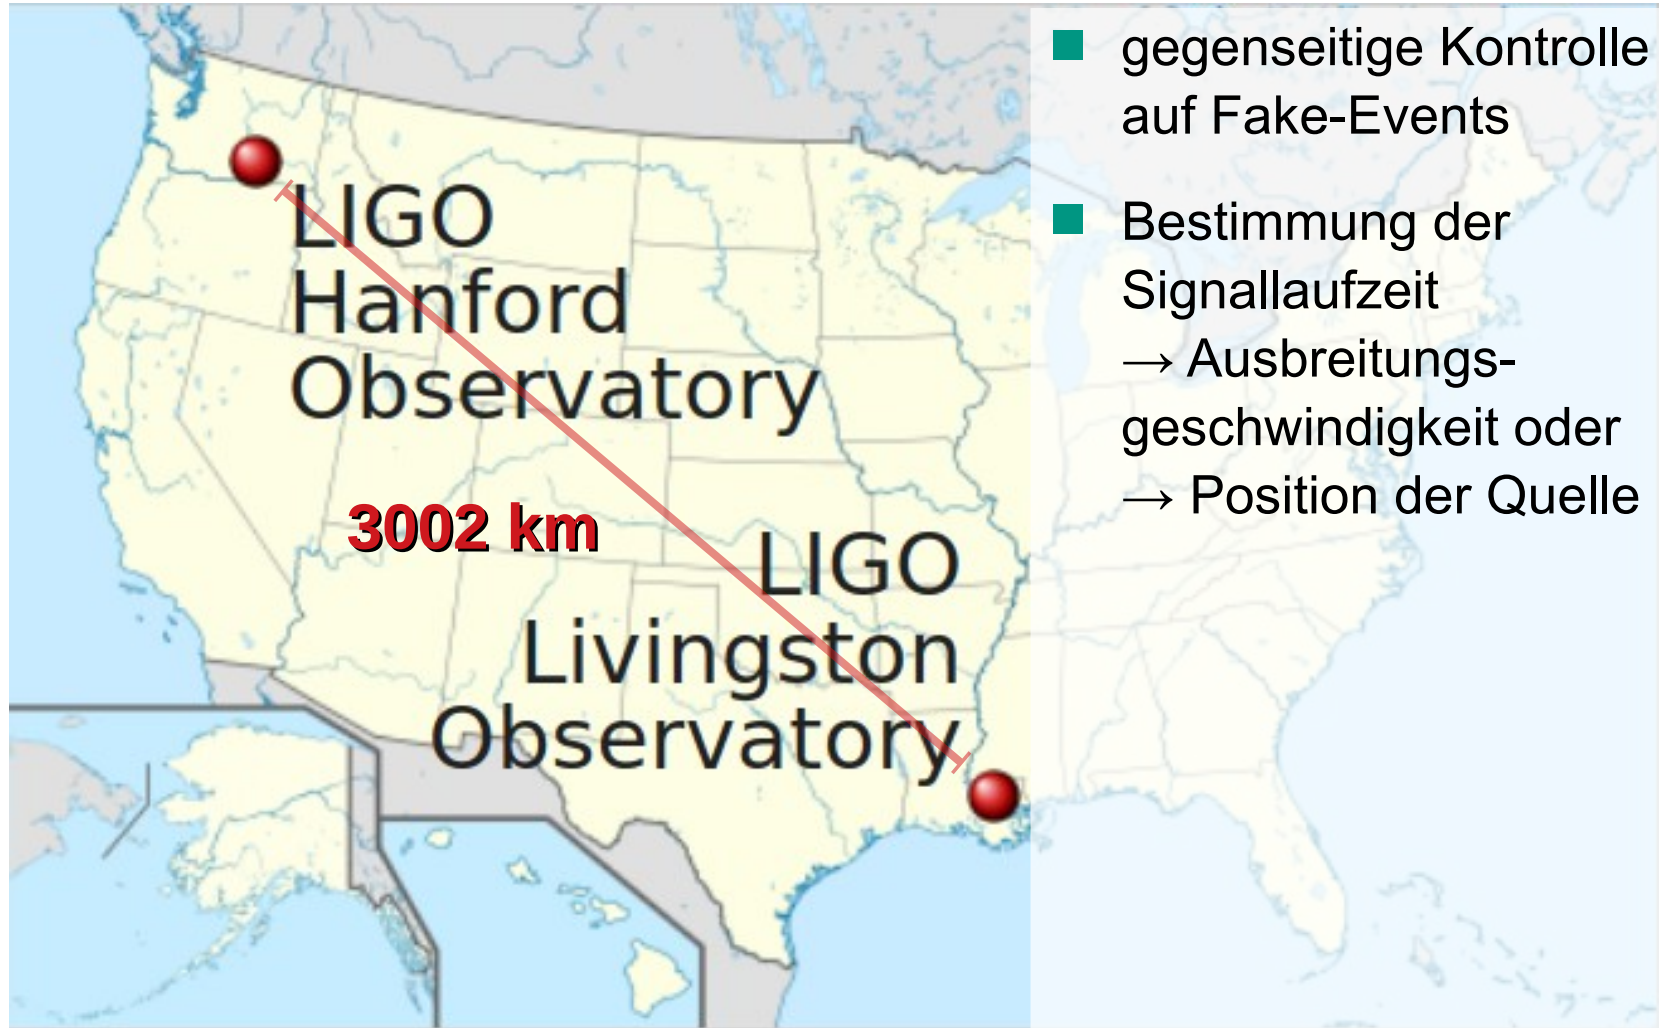 LIGO
Hanford
Observatory
3002 km
LIGO
Livingston
Observatory
gegenseitige Kontrolle
auf Fake-Events
Bestimmung der
Signallaufzeit
→ Ausbreitungs-
geschwindigkeit oder
→ Position der Quelle